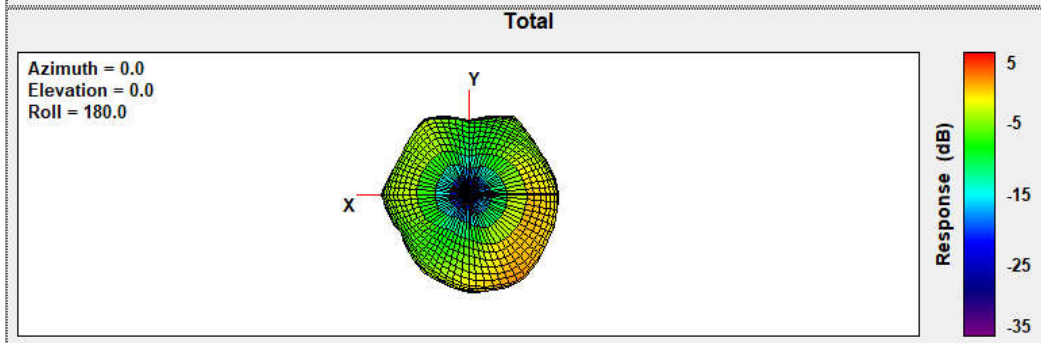 Total
Azimuth = 0.0
Elevation = 0.0
Roll = 180.0
Y
X
Response (dB)
5
-5
-15
-25
-35